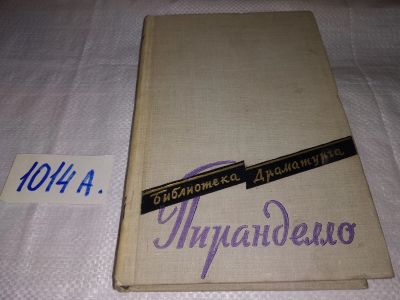 1014 А.
Библиотека Драматурга
Пиранделло